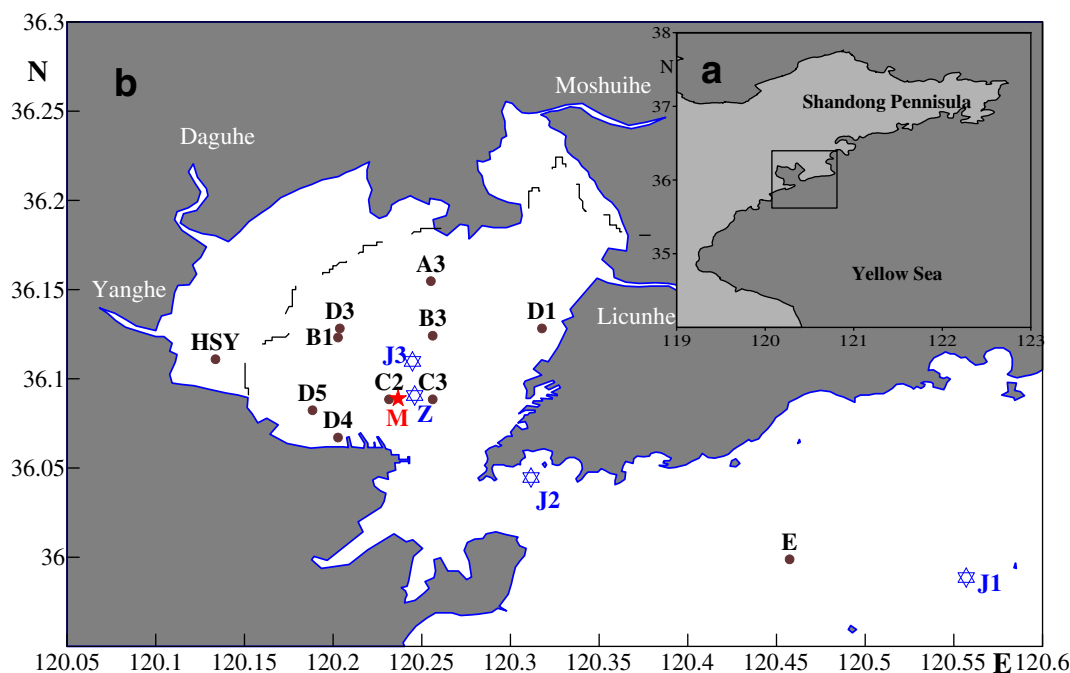 36.3
N
36.25
36.2
36.15
36.1
36.05
36
b
Moshuihe
Daguhe
Yanghe
Licunhe
A3
D3
B3
D1
B1
HSY
J3
C2
C3
D5
M
Z
D4
J2
E
J1
120.05
120.1
120.15
120.2
120.25
120.3
120.35
120.4
120.45
120.5
120.55
E
120.6
a
38
N
37
36
35
Shandong Pennisula
Yellow Sea
119
120
121
122
123